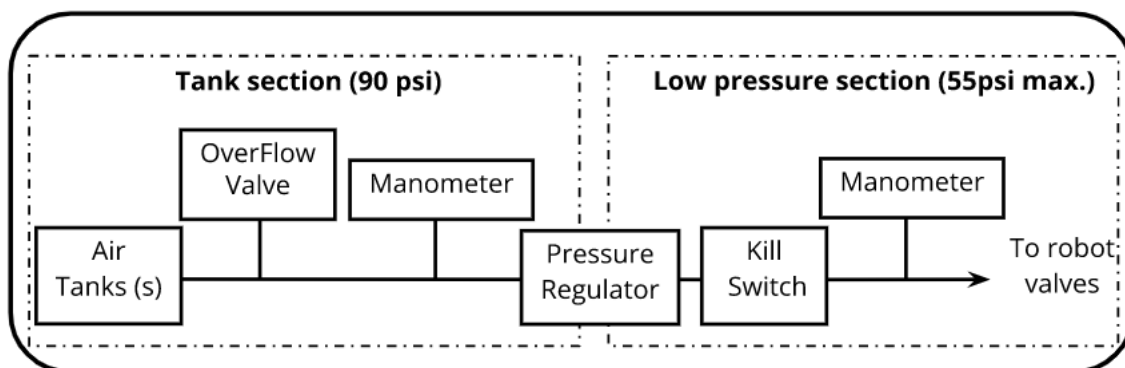 Tank section (90 psi)
Low pressure section (55psi max.)
OverFlow
Valve
Manometer
Manometer
Air
Tanks (s)
Pressure
Regulator
Kill
Switch
To robot
valves